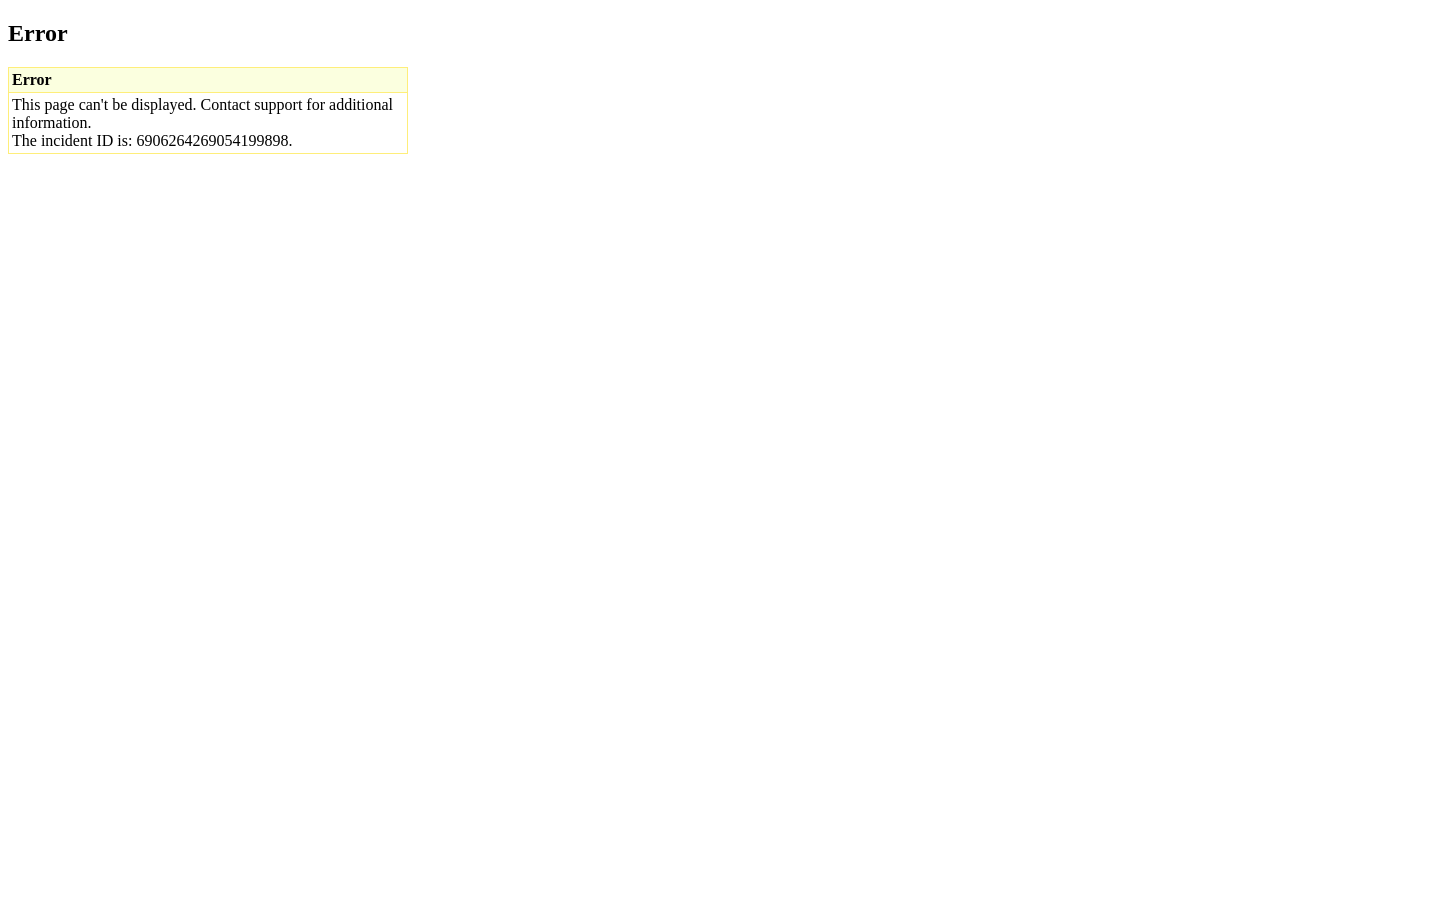 Error
Error
This page can't be displayed. Contact support for additional
information.
The incident ID is: 6906264269054199898.